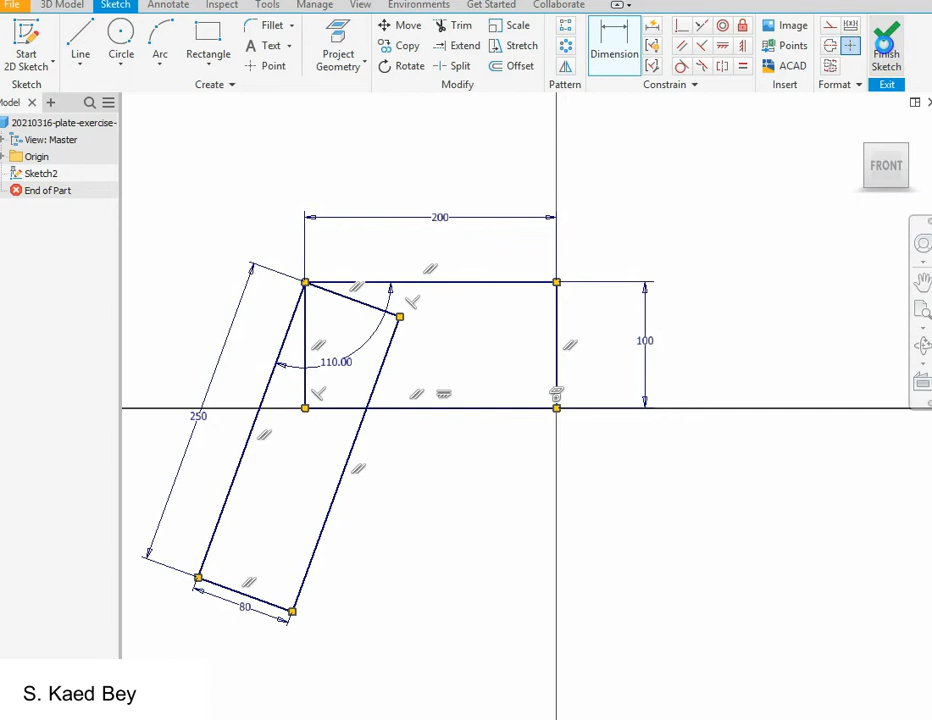 File 3D Model Sketch Annotate Inspect Tools Manage View Environments Get Started Collaborate
Start
2D Sketch
Line
Circle
Arc
Rectangle
Fillet
Text
Point
Project
Geometry
Move
Copy
Rotate
Trim
Extend
Split
Scale
Stretch
Offset
Dimension
Image
Points
ACAD
Finish
Sketch
Sketch
Create
Modify
Pattern
Constrain
Insert
Format
Exit
Model
20210316-plate-exercise-
View: Master
Origin
Sketch2
End of Part
FRONT
200
100
110.00
250
80
S. Kaed Bey